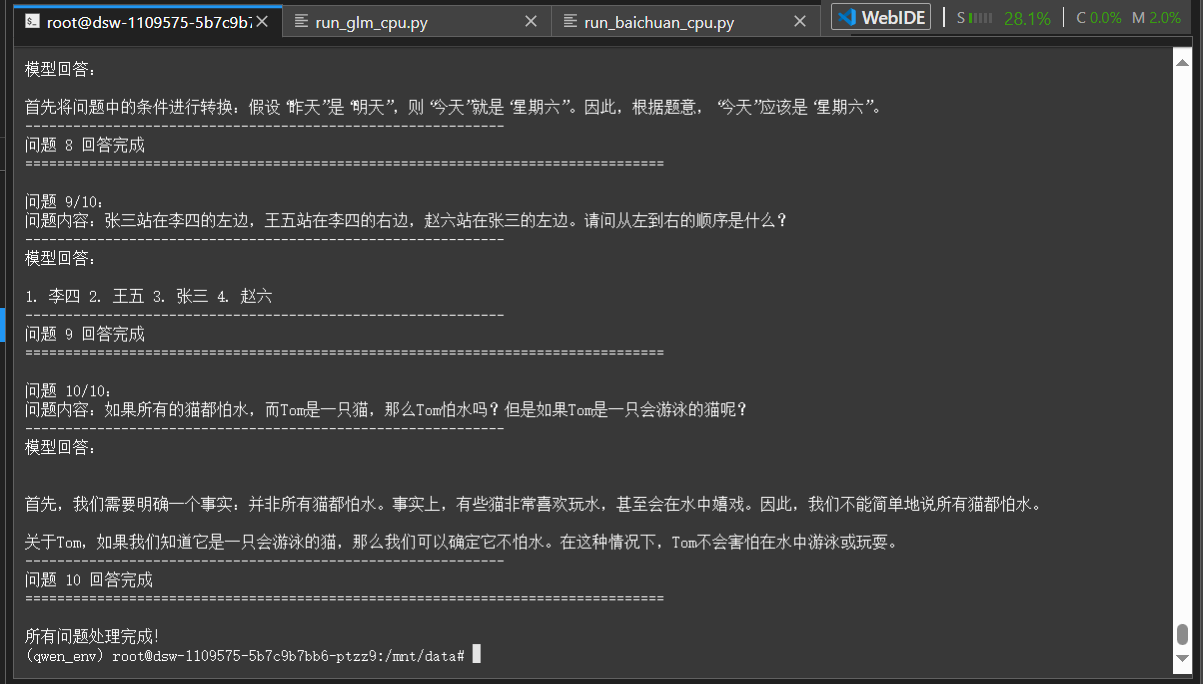 root@dsw-1109575-5b7c9b7
run_glm_cpu.py
run_baichuan_cpu.py
WebIDE
S 28.1%
C 0.0% M 2.0%
模型回答：
首先将问题中的条件进行转换：假设“昨天”是“明天”，则“今天”就是“星期六”。因此，根据题意，“今天”应该是“星期六”。
------------------------------------------------------------
问题 8 回答完成
================================================================================
问题 9/10：
问题内容：张三站在李四的左边，王五站在李四的右边，赵六站在张三的左边。请问从左到右的顺序是什么？
------------------------------------------------------------
模型回答：
1. 李四 2. 王五 3. 张三 4. 赵六
------------------------------------------------------------
问题 9 回答完成
================================================================================
问题 10/10：
问题内容：如果所有的猫都怕水，而Tom是一只猫，那么Tom怕水吗？但是如果Tom是一只会游泳的猫呢？
------------------------------------------------------------
模型回答：
首先，我们需要明确一个事实：并非所有猫都怕水。事实上，有些猫非常喜欢玩水，甚至会在水中嬉戏。因此，我们不能简单地说所有猫都怕水。
关于Tom，如果我们知道它是一只会游泳的猫，那么我们可以确定它不怕水。在这种情况下，Tom不会害怕在水中游泳或玩耍。
------------------------------------------------------------
问题 10 回答完成
================================================================================
所有问题处理完成！
(qwen_env) root@dsw-1109575-5b7c9b7bb6-ptzz9:/mnt/data#